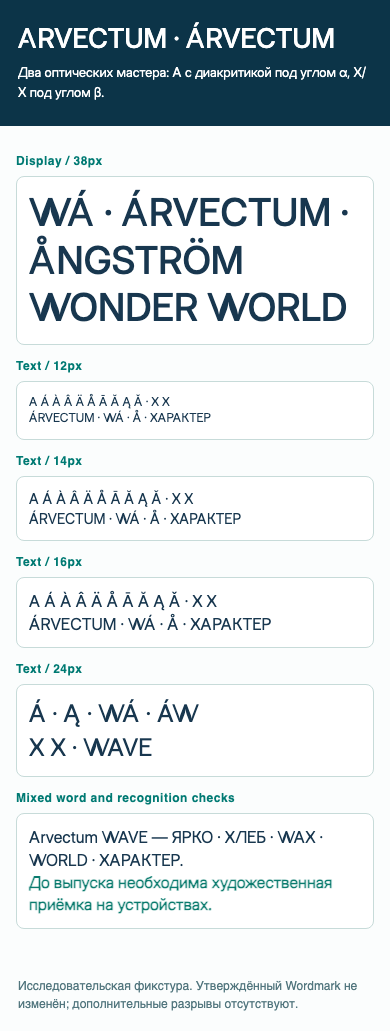 ARVECTUM · ÁRVECTUM
Два оптических мастера: А с диакритикой под углом α, X/
Х под углом β.
Display / 38px
WÁ · ÁRVECTUM ·
ÅNGSTRÖM
WONDER WORLD
Text / 12px
A Á À Â Ä Å Ã Ā Ą Ă · X Х
ÁRVECTUM · WÁ · Å · ХАРАКТЕР
Text / 14px
A Á À Â Ä Å Ã Ā Ą Ă · X Х
ÁRVECTUM · WÁ · Å · ХАРАКТЕР
Text / 16px
A Á À Â Ä Å Ã Ā Ą Ă · X Х
ÁRVECTUM · WÁ · Å · ХАРАКТЕР
Text / 24px
Á · Ą · WÁ · ÁW
X Х · WAVE
Mixed word and recognition checks
Arvectum WAVE — ЯРКО · ХЛЕБ · WAX ·
WORLD · ХАРАКТЕР.
До выпуска необходима художественная
приёмка на устройствах.
Исследовательская фикстура. Утверждённый Wordmark не
изменён; дополнительные разрывы отсутствуют.